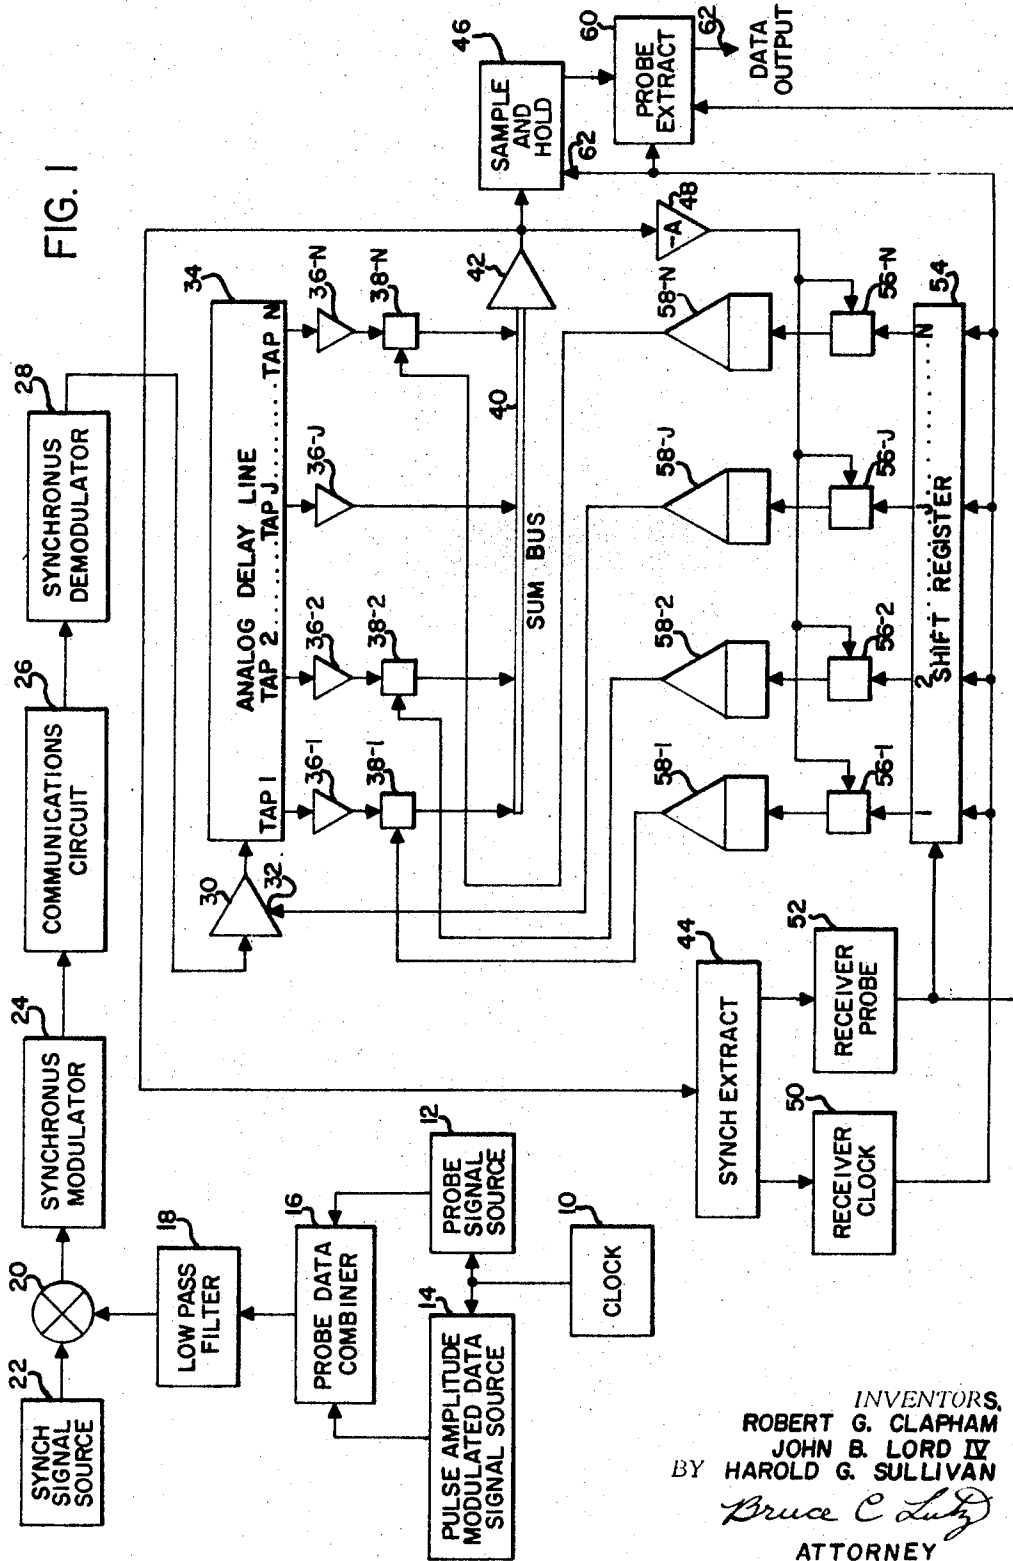 FIG. 1
22
SYNCH
SIGNAL
SOURCE
20
24
SYNCHRONUS
MODULATOR
26
COMMUNICATIONS
CIRCUIT
28
SYNCHRONUS
DEMODULATOR
18
LOW PASS
FILTER
16
PROBE DATA
COMBINER
14
PULSE AMPLITUDE
MODULATED DATA
SIGNAL SOURCE
12
PROBE
SIGNAL
SOURCE
10
CLOCK
30
32
34
ANALOG DELAY LINE
TAP 1 TAP 2......TAP J.......TAP N
36-1
36-2
36-J
36-N
38-1
38-2
38-N
40
SUM BUS
42
46
SAMPLE
AND
HOLD
62
60
PROBE
EXTRACT
62
DATA
OUTPUT
-A
48
44
SYNCH EXTRACT
58-1
58-2
58-J
58-N
56-1
56-2
56-J
56-N
50
RECEIVER
CLOCK
52
RECEIVER
PROBE
54
1 2......J.........N
SHIFT REGISTER
INVENTORS.
ROBERT G. CLAPHAM
JOHN B. LORD IV
BY HAROLD G. SULLIVAN
Bruce C Lutz
ATTORNEY